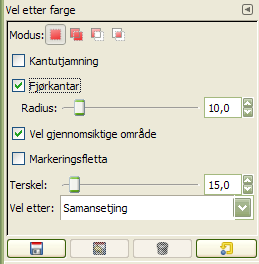 Vel etter farge
Modus:
Kantutjamning
Fjørkantar
Radius: 10,0
Vel gjennomsiktige område
Markeringsfletta
Terskel: 15,0
Vel etter: Samansetjing